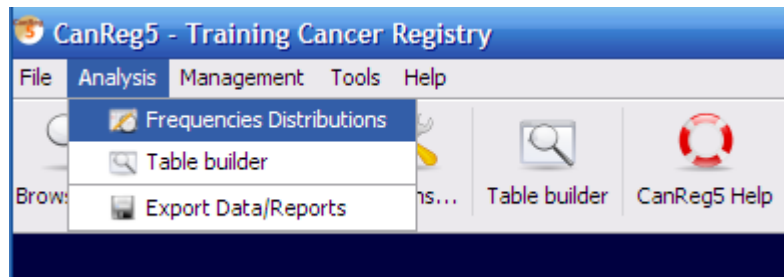 CanReg5 - Training Cancer Registry
File Analysis Management Tools Help
Frequencies Distributions
Table builder
Export Data/Reports
Table builder
CanReg5 Help